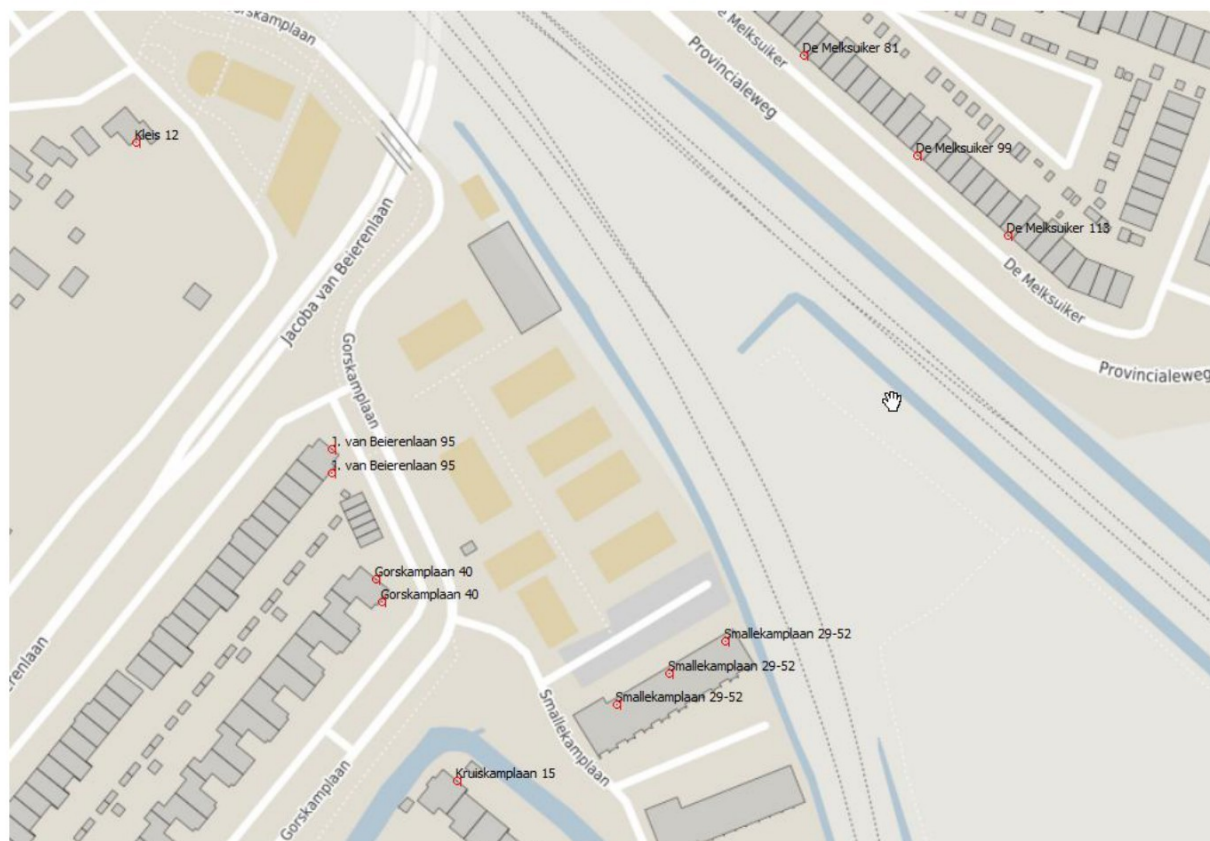 Gorskamplaan
De Melksuiker
De Melksuiker 81
Provincialeweg
Kleis 12
De Melksuiker 99
Jacoba van Beierenlaan
De Melksuiker 113
De Melksuiker
Gorskamplaan
Provincialeweg
J. van Beierenlaan 95
J. van Beierenlaan 95
Gorskamplaan 40
Gorskamplaan 40
erenlaan
Smallekamplaan 29-52
Smallekamplaan 29-52
Smallekamplaan 29-52
Smallekamplaan
Kruiskamplaan 15
Gorskamplaan